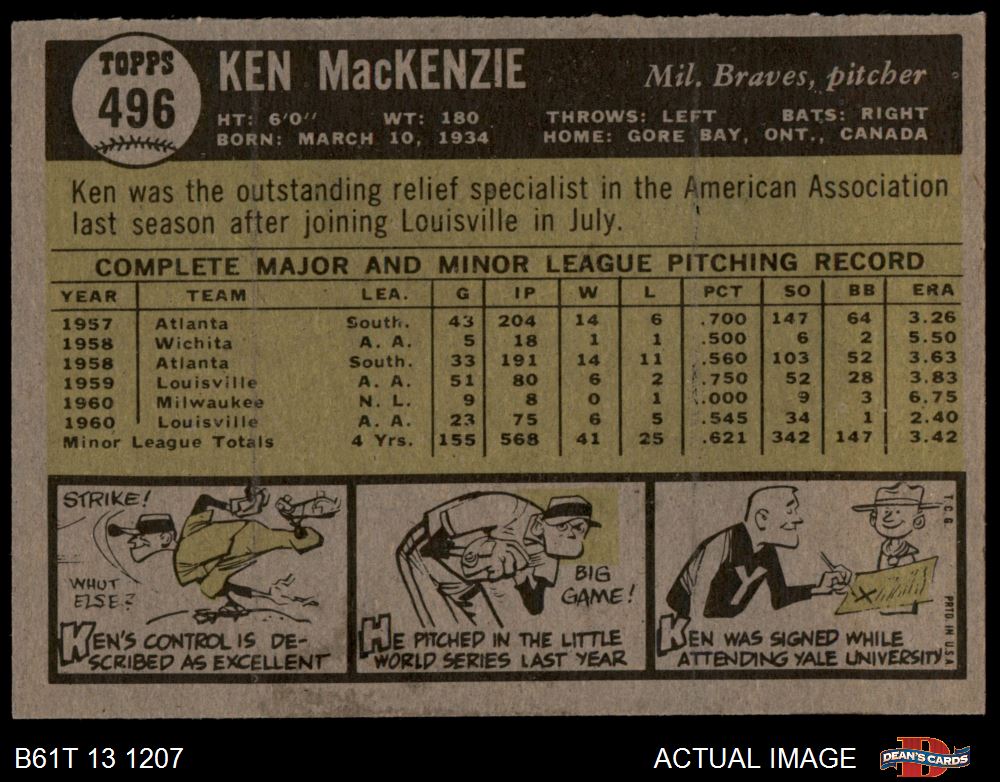 TOPPS
496
KEN MacKENZIE
Mil. Braves, pitcher
HT: 6'0" WT: 180 THROWS: LEFT BATS: RIGHT
BORN: MARCH 10, 1934 HOME: GORE BAY, ONT., CANADA
Ken was the outstanding relief specialist in the American Association
last season after joining Louisville in July.
COMPLETE MAJOR AND MINOR LEAGUE PITCHING RECORD
YEAR TEAM LEA. G IP W L PCT SO BB ERA
1957 Atlanta South. 43 204 14 6 .700 147 64 3.26
1958 Wichita A. A. 5 18 1 1 .500 6 2 5.50
1958 Atlanta South. 33 191 14 11 .560 103 52 3.63
1959 Louisville A. A. 51 80 6 2 .750 52 28 3.83
1960 Milwaukee N. L. 9 8 0 1 .000 9 3 6.75
1960 Louisville A. A. 23 75 6 5 .545 34 1 2.40
Minor League Totals 4 Yrs. 155 568 41 25 .621 342 147 3.42
STRIKE!
WHUT
ELSE?
KEN'S CONTROL IS DE-
SCRIBED AS EXCELLENT
BIG
GAME!
HE PITCHED IN THE LITTLE
WORLD SERIES LAST YEAR
Y
X
KEN WAS SIGNED WHILE
ATTENDING YALE UNIVERSITY
T.C.G.
PRTD. IN U.S.A.
B61T 13 1207
ACTUAL IMAGE
D
DEAN'S CARDS